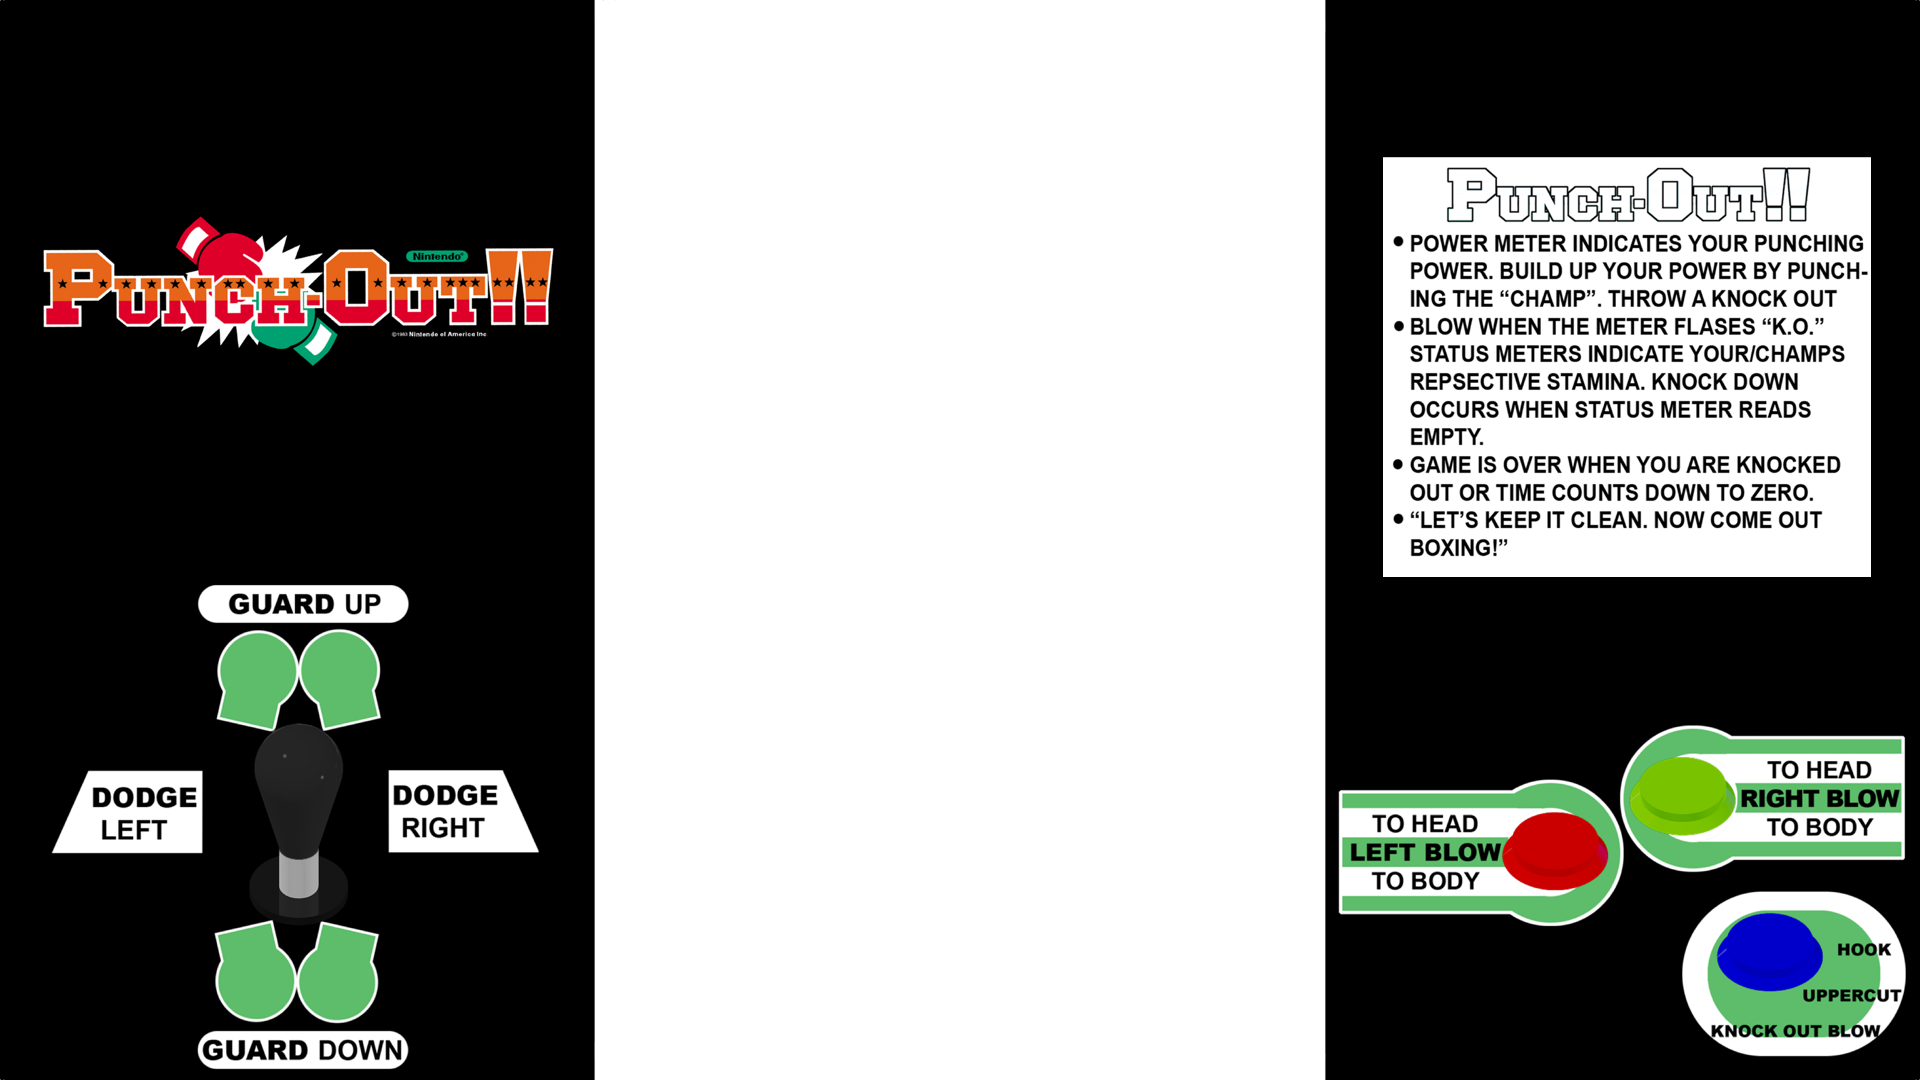 Nintendo®
PUNCH-OUT!!
©1983 Nintendo of America Inc.
GUARD UP
DODGE
LEFT
DODGE
RIGHT
GUARD DOWN
PUNCH-OUT!!
• POWER METER INDICATES YOUR PUNCHING
POWER. BUILD UP YOUR POWER BY PUNCH-
ING THE “CHAMP”. THROW A KNOCK OUT
• BLOW WHEN THE METER FLASES “K.O.”
STATUS METERS INDICATE YOUR/CHAMPS
REPSECTIVE STAMINA. KNOCK DOWN
OCCURS WHEN STATUS METER READS
EMPTY.
• GAME IS OVER WHEN YOU ARE KNOCKED
OUT OR TIME COUNTS DOWN TO ZERO.
• “LET’S KEEP IT CLEAN. NOW COME OUT
BOXING!”
TO HEAD
LEFT BLOW
TO BODY
TO HEAD
RIGHT BLOW
TO BODY
HOOK
UPPERCUT
KNOCK OUT BLOW